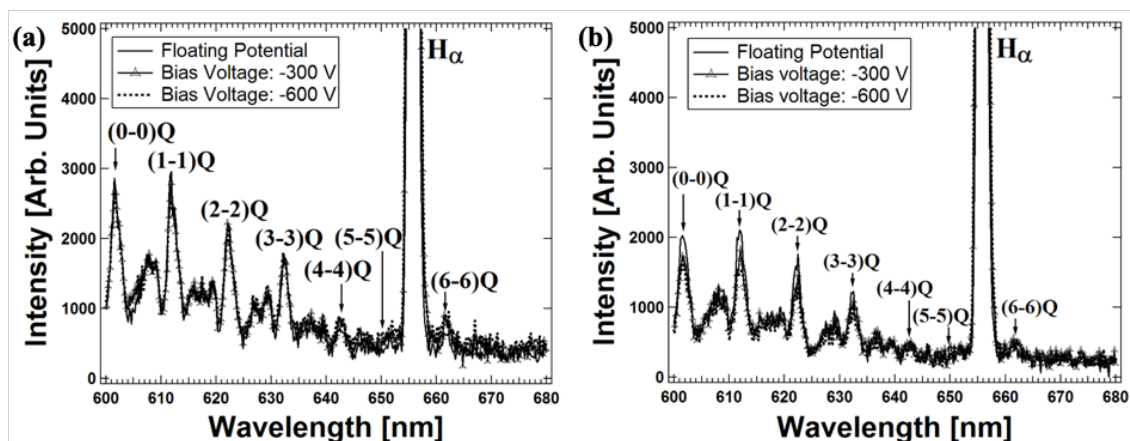 (a)
Floating Potential
Bias Voltage: -300 V
Bias Voltage: -600 V
Hα
(0-0)Q
(1-1)Q
(2-2)Q
(3-3)Q
(5-5)Q
(4-4)Q
(6-6)Q
5000
4000
3000
2000
1000
0
Intensity [Arb. Units]
600 610 620 630 640 650 660 670 680
Wavelength [nm]
(b)
Floating Potential
Bias voltage: -300 V
Bias voltage: -600 V
Hα
(0-0)Q
(1-1)Q
(2-2)Q
(3-3)Q
(4-4)Q
(5-5)Q
(6-6)Q
5000
4000
3000
2000
1000
0
Intensity [Arb. Units]
600 610 620 630 640 650 660 670 680
Wavelength [nm]